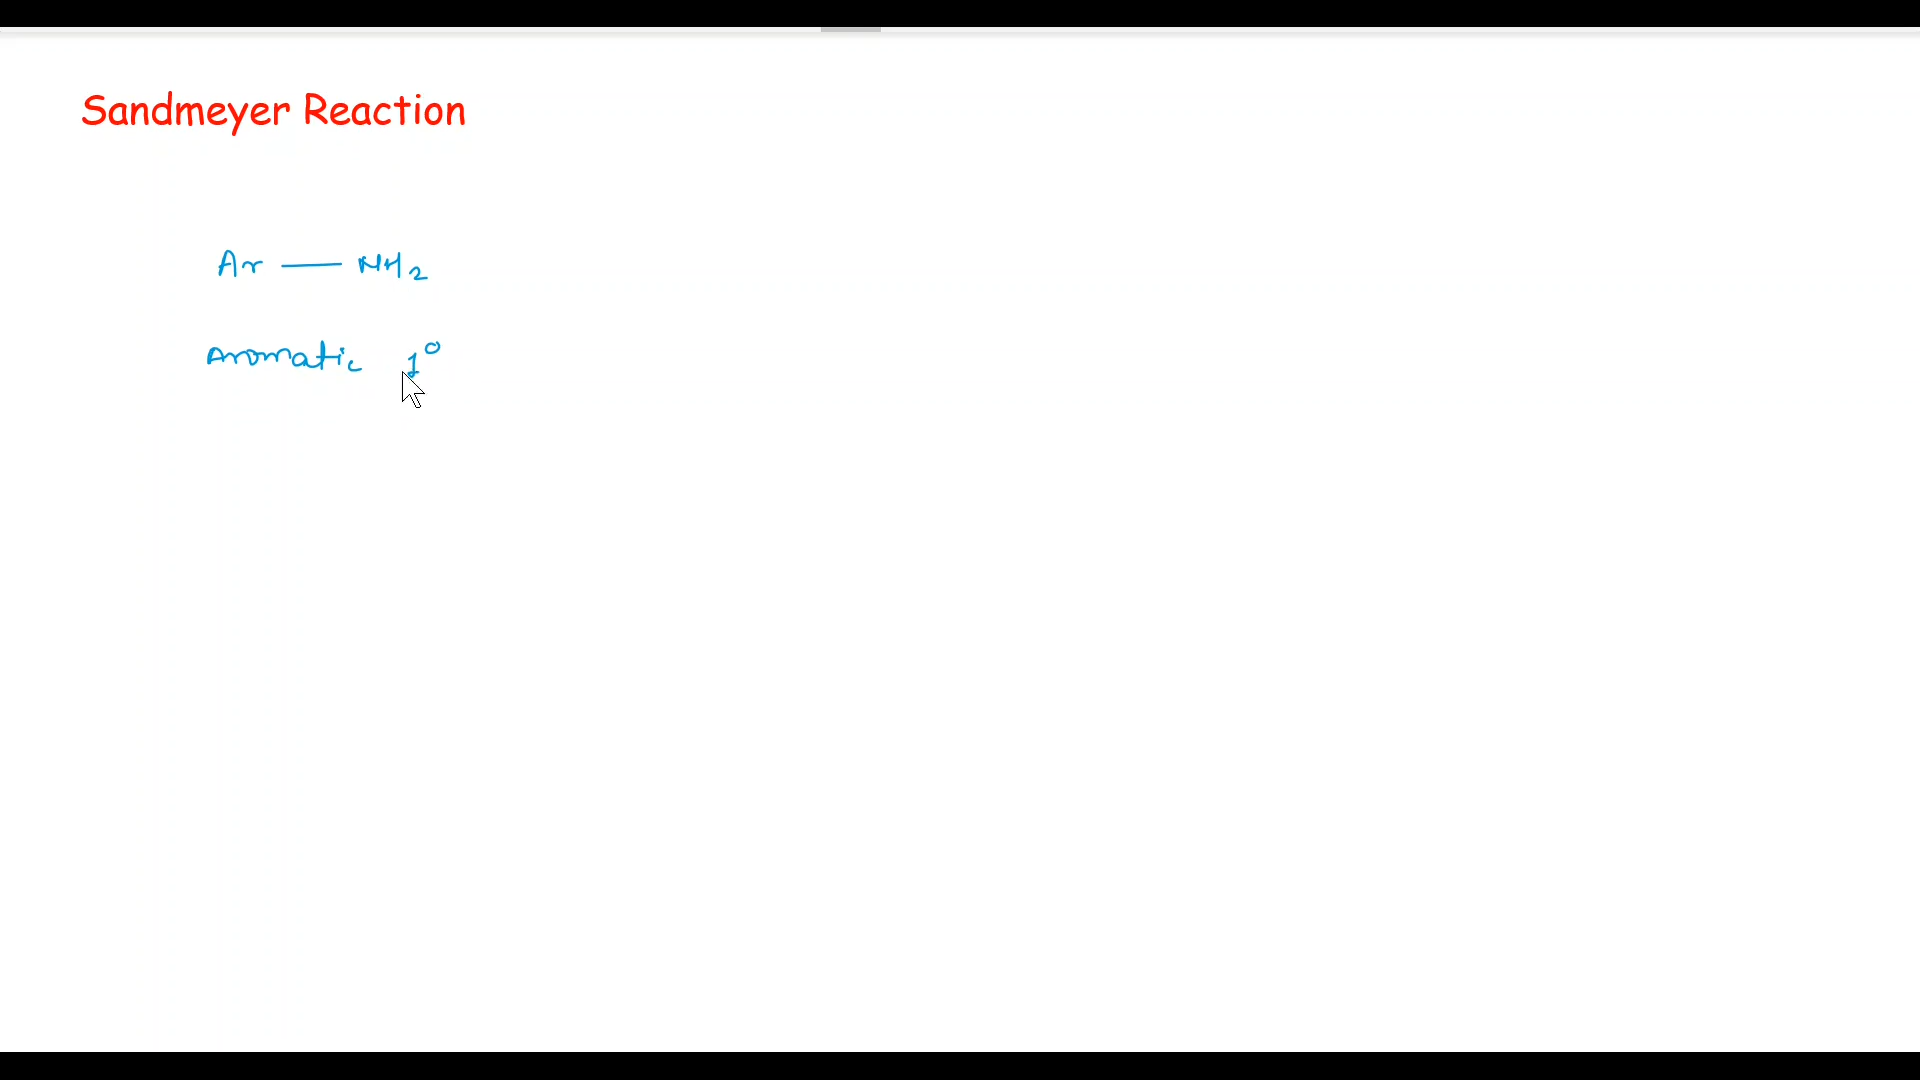 Sandmeyer Reaction
Ar — NH₂
Aromatic 1°